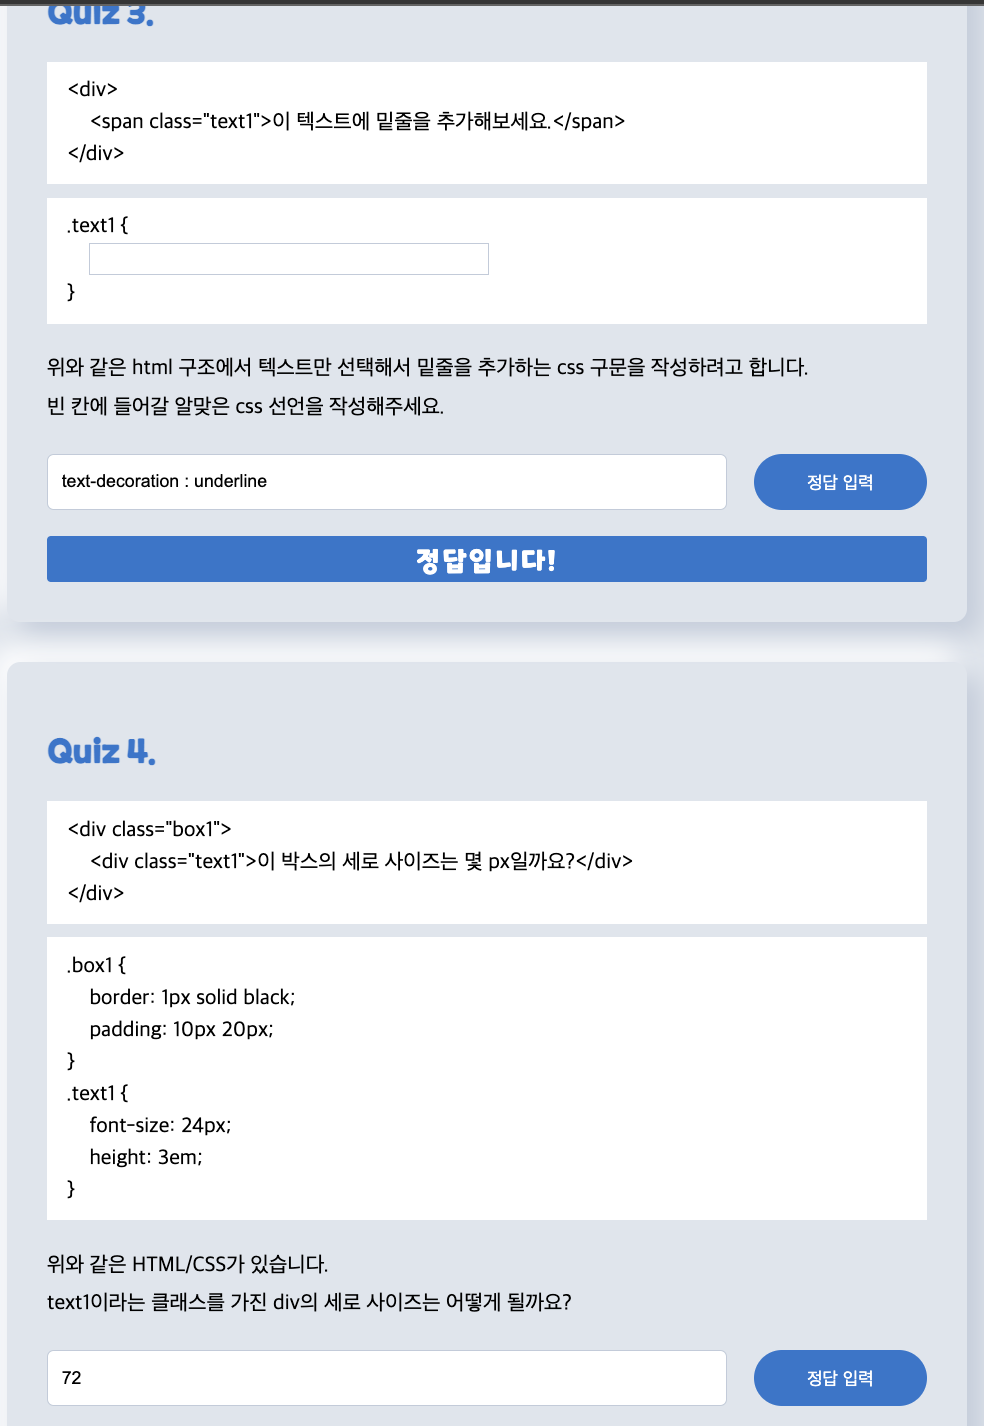 Quiz 3.
<div>
<span class="text1">이 텍스트에 밑줄을 추가해보세요.</span>
</div>
.text1 {
}
위와 같은 html 구조에서 텍스트만 선택해서 밑줄을 추가하는 css 구문을 작성하려고 합니다.
빈 칸에 들어갈 알맞은 css 선언을 작성해주세요.
text-decoration : underline
정답 입력
정답입니다!
Quiz 4.
<div class="box1">
<div class="text1">이 박스의 세로 사이즈는 몇 px일까요?</div>
</div>
.box1 {
border: 1px solid black;
padding: 10px 20px;
}
.text1 {
font-size: 24px;
height: 3em;
}
위와 같은 HTML/CSS가 있습니다.
text1이라는 클래스를 가진 div의 세로 사이즈는 어떻게 될까요?
72
정답 입력